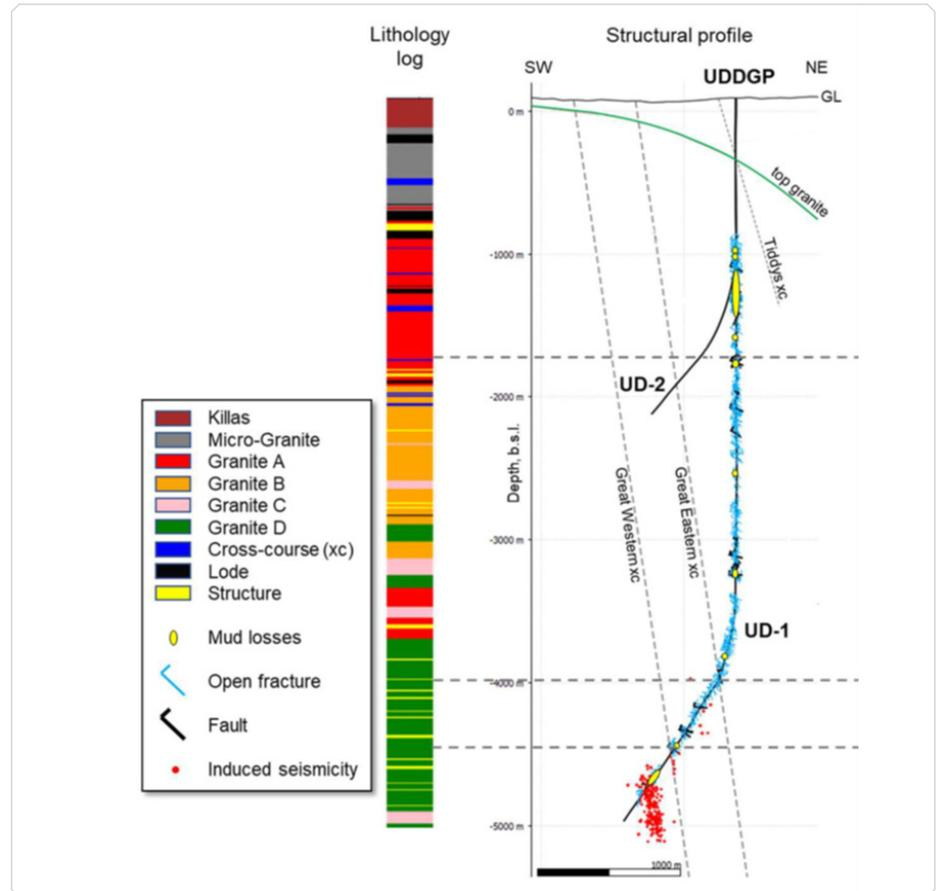 Lithology
log
Structural profile
SW
UDDGP
NE
GL
0 m
top granite
Tiddys xc
-1000 m
UD-2
-2000 m
Depth, b.s.l.
Great Western xc
Great Eastern xc
-3000 m
UD-1
-4000 m
-5000 m
1000 m
Killas
Micro-Granite
Granite A
Granite B
Granite C
Granite D
Cross-course (xc)
Lode
Structure
Mud losses
Open fracture
Fault
Induced seismicity